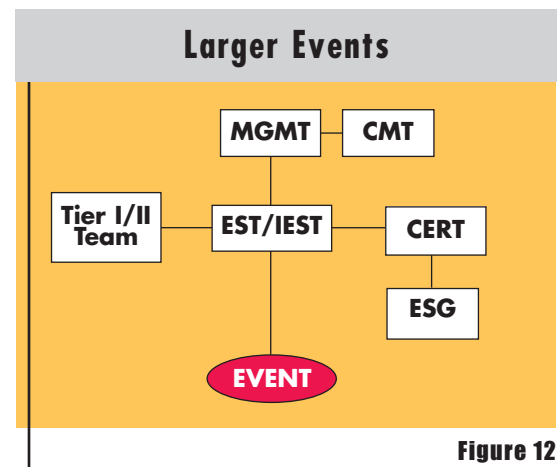 Larger Events
MGMT
CMT
Tier I/II
Team
EST/IEST
CERT
ESG
EVENT
Figure 12